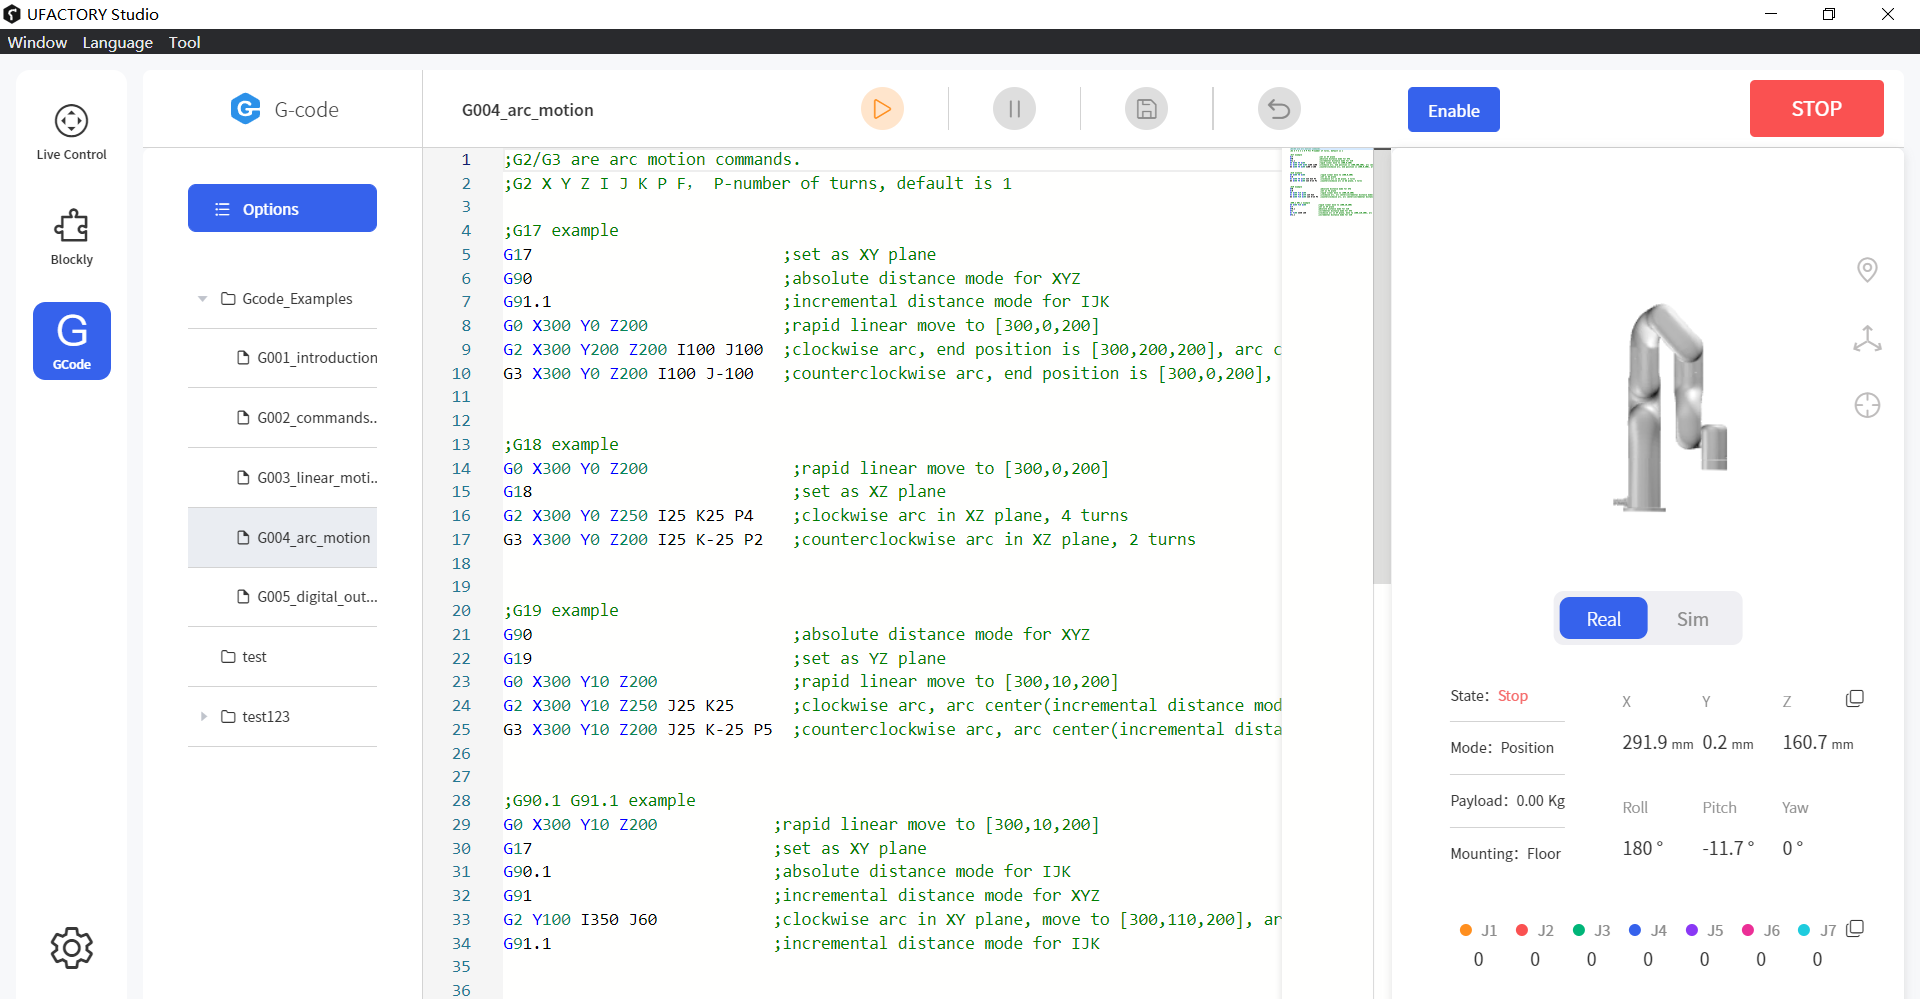 UFACTORY Studio
Window Language Tool
Live Control
Blockly
G
GCode
G G-code
Options
Gcode_Examples
G001_introduction
G002_commands..
G003_linear_moti..
G004_arc_motion
G005_digital_out...
test
test123
G004_arc_motion
Enable
STOP
1 ;G2/G3 are arc motion commands.
2 ;G2 X Y Z I J K P F, P-number of turns, default is 1
3
4 ;G17 example
5 G17 ;set as XY plane
6 G90 ;absolute distance mode for XYZ
7 G91.1 ;incremental distance mode for IJK
8 G0 X300 Y0 Z200 ;rapid linear move to [300,0,200]
9 G2 X300 Y200 Z200 I100 J100 ;clockwise arc, end position is [300,200,200], arc c
10 G3 X300 Y0 Z200 I100 J-100 ;counterclockwise arc, end position is [300,0,200],
11
12
13 ;G18 example
14 G0 X300 Y0 Z200 ;rapid linear move to [300,0,200]
15 G18 ;set as XZ plane
16 G2 X300 Y0 Z250 I25 K25 P4 ;clockwise arc in XZ plane, 4 turns
17 G3 X300 Y0 Z200 I25 K-25 P2 ;counterclockwise arc in XZ plane, 2 turns
18
19
20 ;G19 example
21 G90 ;absolute distance mode for XYZ
22 G19 ;set as YZ plane
23 G0 X300 Y10 Z200 ;rapid linear move to [300,10,200]
24 G2 X300 Y10 Z250 J25 K25 ;clockwise arc, arc center(incremental distance mod
25 G3 X300 Y10 Z200 J25 K-25 P5 ;counterclockwise arc, arc center(incremental dista
26
27
28 ;G90.1 G91.1 example
29 G0 X300 Y10 Z200 ;rapid linear move to [300,10,200]
30 G17 ;set as XY plane
31 G90.1 ;absolute distance mode for IJK
32 G91 ;incremental distance mode for XYZ
33 G2 Y100 I350 J60 ;clockwise arc in XY plane, move to [300,110,200], ar
34 G91.1 ;incremental distance mode for IJK
35
36
Real Sim
State: Stop
Mode: Position
Payload: 0.00 Kg
Mounting: Floor
X Y Z
291.9 mm 0.2 mm 160.7 mm
Roll Pitch Yaw
180 ° -11.7 ° 0 °
J1 J2 J3 J4 J5 J6 J7
0 0 0 0 0 0 0